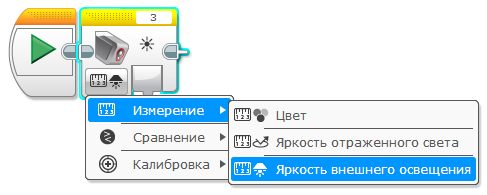 3
Измерение
Сравнение
Калибровка
Цвет
Яркость отраженного света
Яркость внешнего освещения